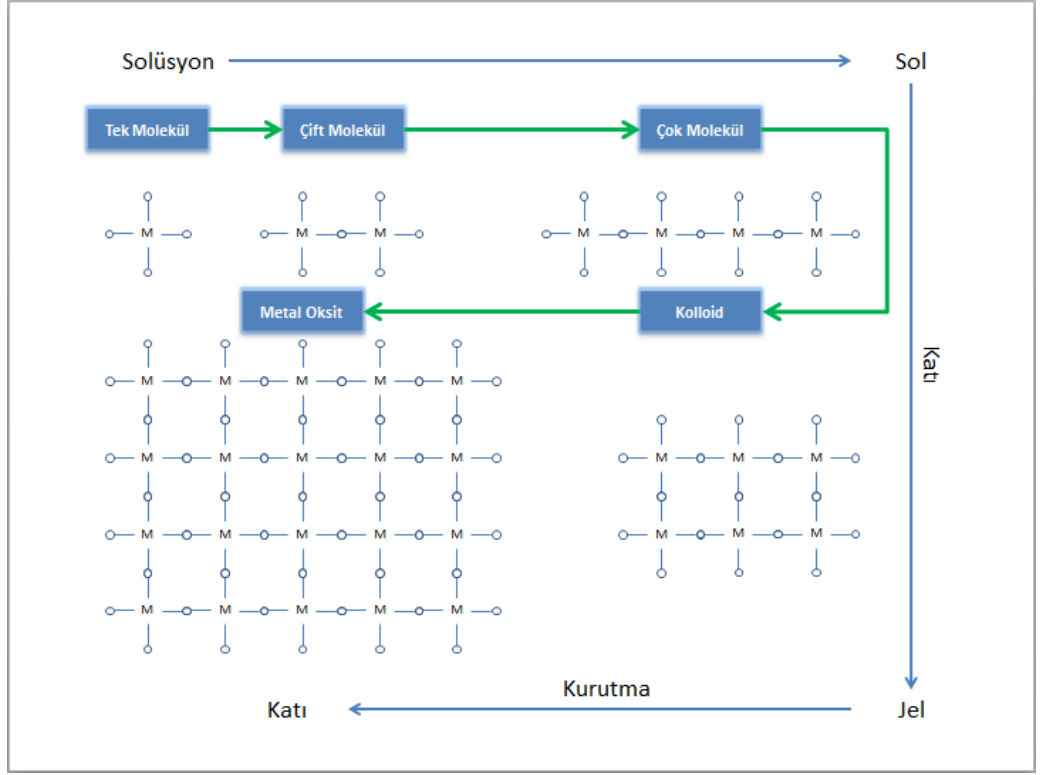 Solüsyon
Sol
Tek Molekül
Çift Molekül
Çok Molekül
M
M M
M M M M
Metal Oksit
Kolloid
Katı
M M M M M
M M M M M
M M M
M M M M M
M M M
M M M M M
Kurutma
Katı
Jel